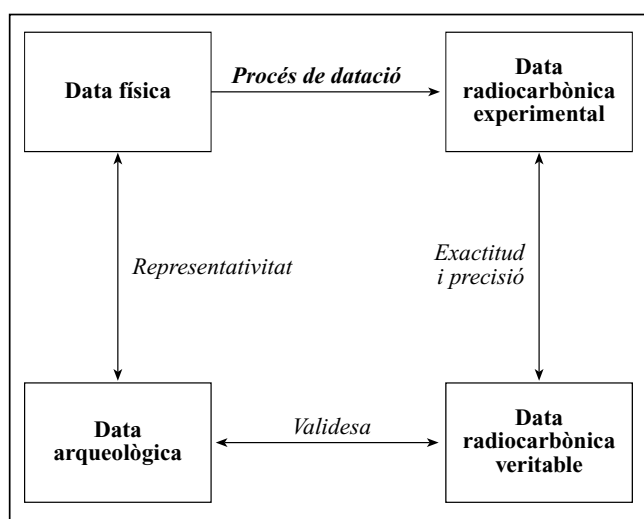 Data física
Procés de datació
Data
radiocarbònica
experimental
Representativitat
Exactitud
i precisió
Data
arqueològica
Validesa
Data
radiocarbònica
veritable